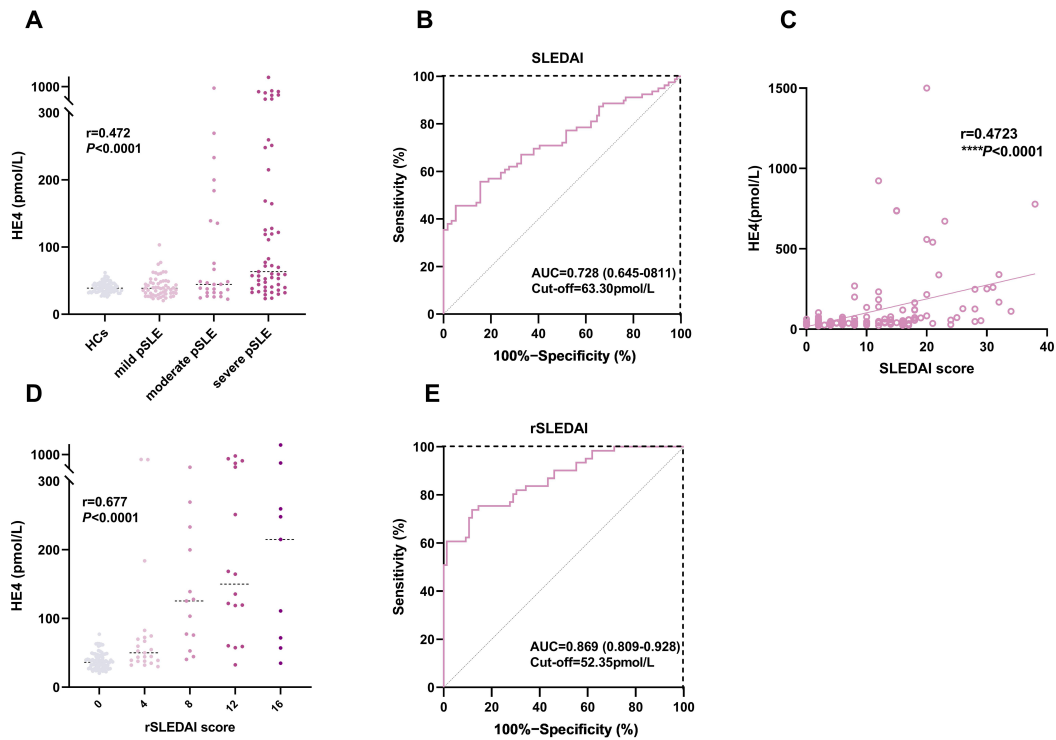 A
HE4 (pmol/L)
1000
300
200
100
0
r=0.472
P<0.0001
HCs
mild pSLE
moderate pSLE
severe pSLE
B
SLEDAI
Sensitivity (%)
100
80
60
40
20
0
AUC=0.728 (0.645-0811)
Cut-off=63.30pmol/L
0 20 40 60 80 100
100%−Specificity (%)
C
HE4(pmol/L)
1500
1000
500
0
r=0.4723
****P<0.0001
0 10 20 30 40
SLEDAI score
D
HE4 (pmol/L)
1000
300
200
100
0
r=0.677
P<0.0001
0 4 8 12 16
rSLEDAI score
E
rSLEDAI
Sensitivity (%)
100
80
60
40
20
0
AUC=0.869 (0.809-0.928)
Cut-off=52.35pmol/L
0 20 40 60 80 100
100%−Specificity (%)